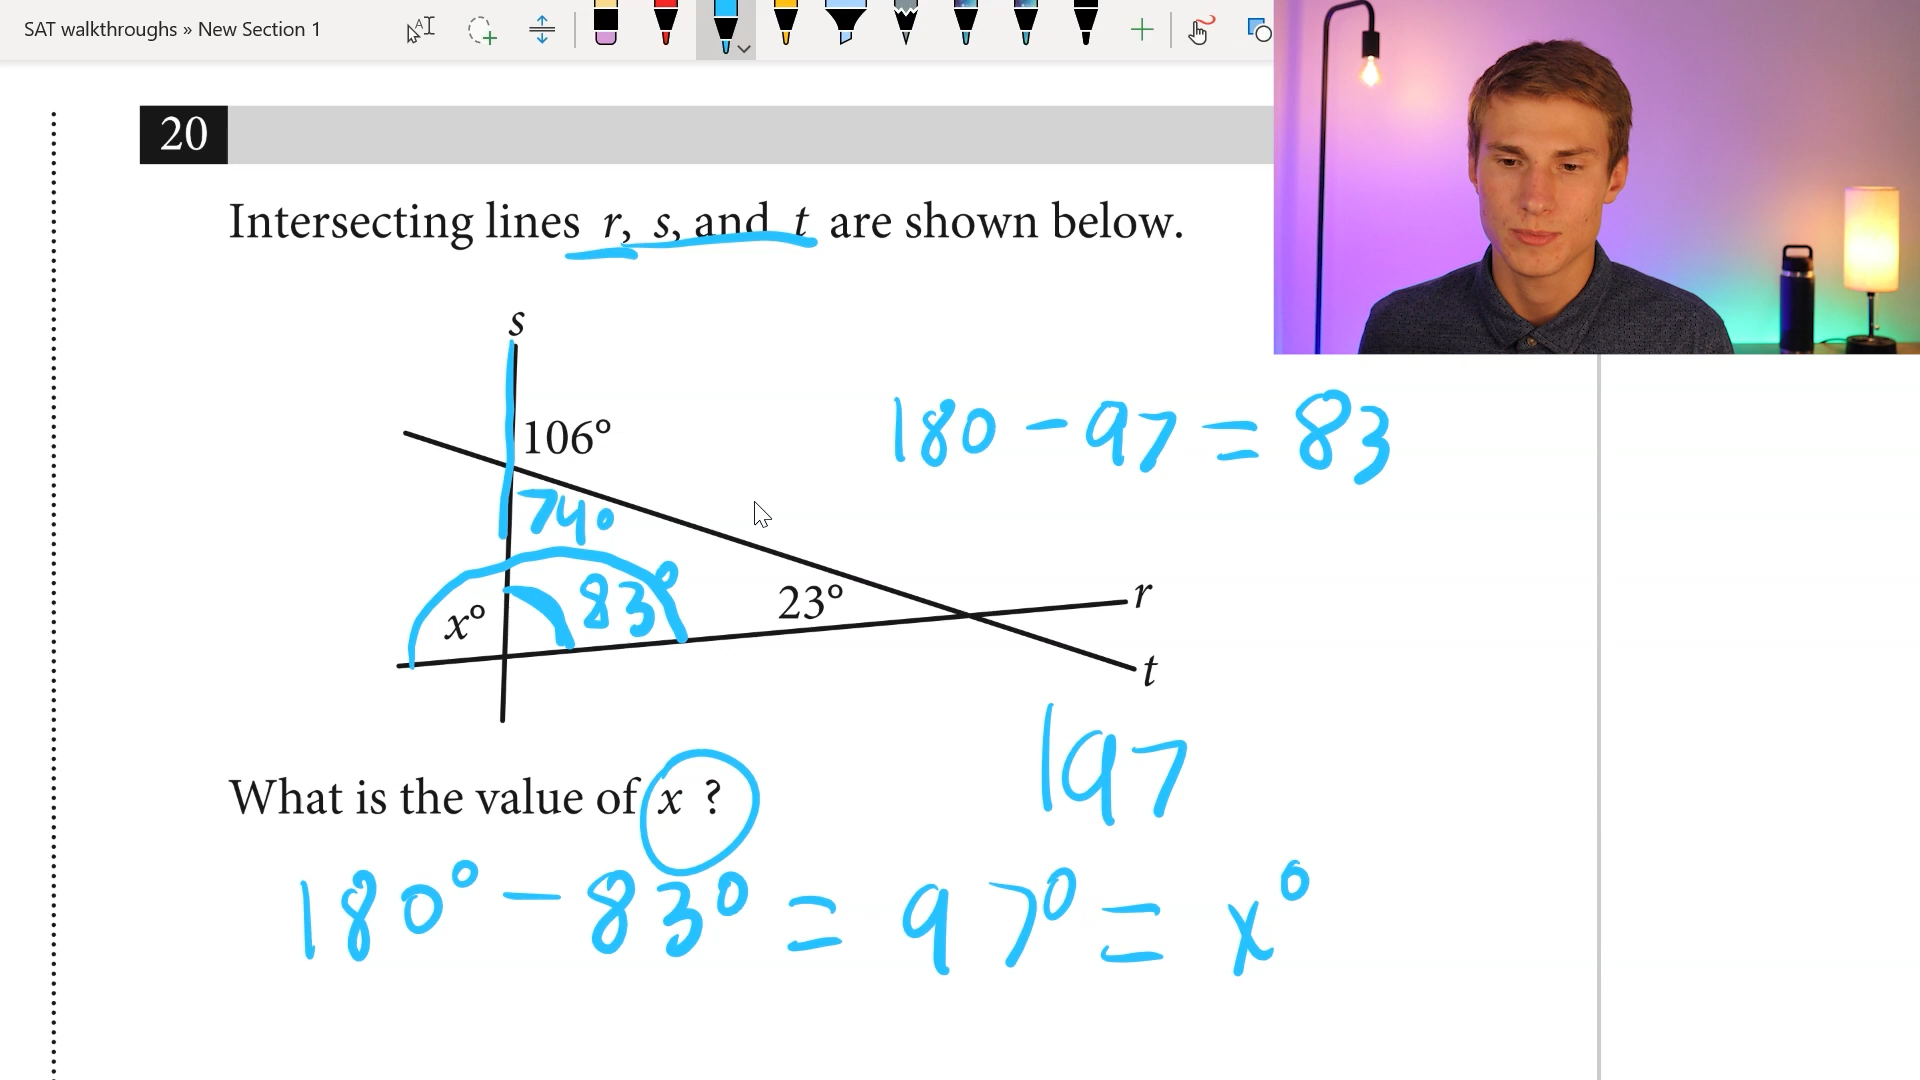 SAT walkthroughs » New Section 1
20
Intersecting lines r, s, and t are shown below.
s
106°
180 - 97 = 83
74°
83°
x°
23°
r
t
197
What is the value of x ?
180° - 83° = 97° = x°